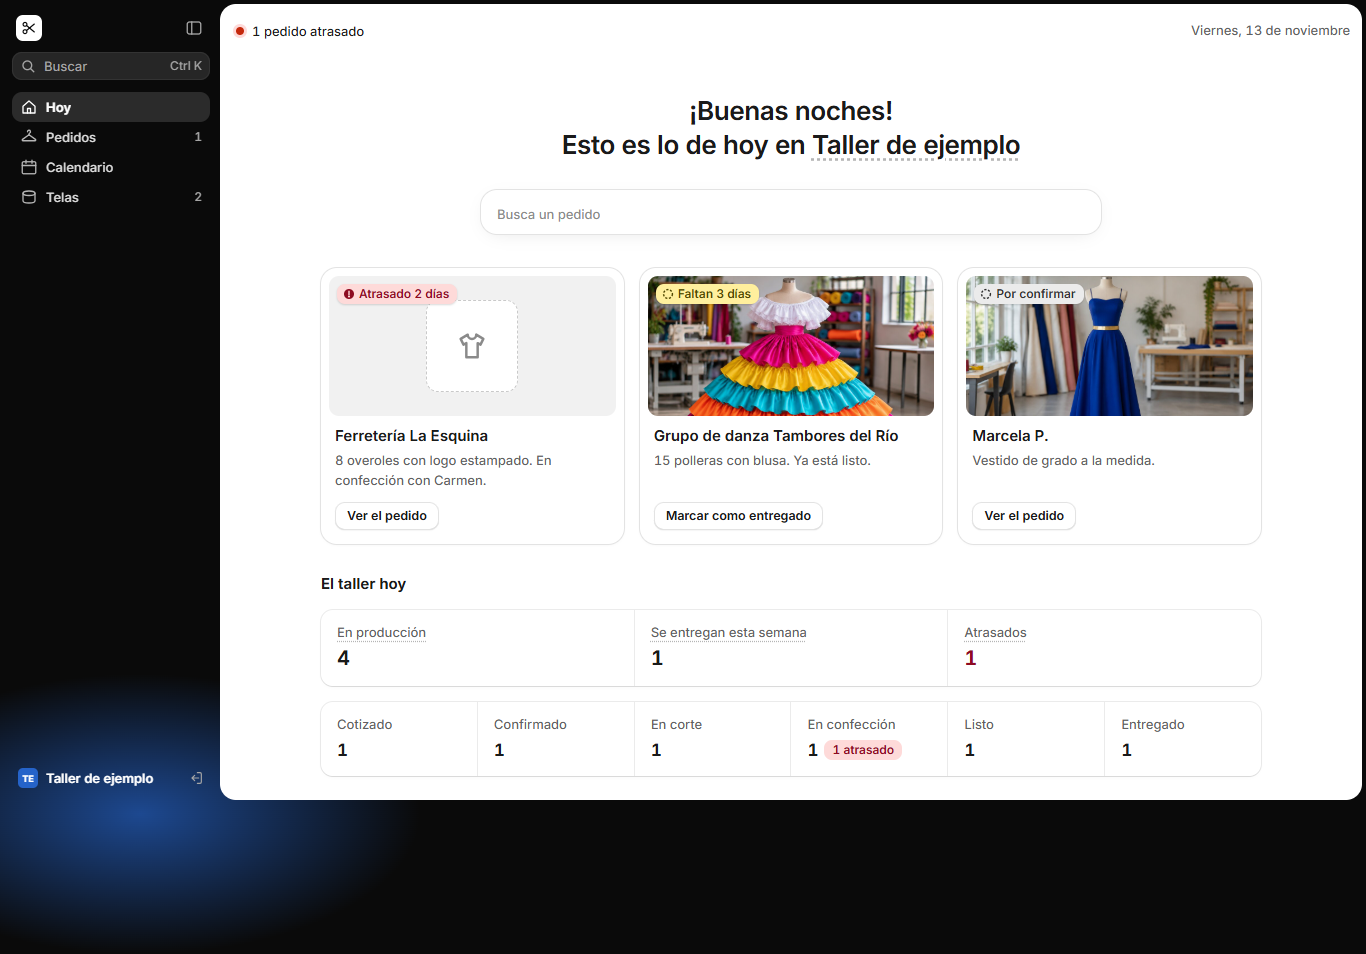 1 pedido atrasado
Viernes, 13 de noviembre
Buscar
Ctrl K
Hoy
Pedidos
1
Calendario
Telas
2
¡Buenas noches!
Esto es lo de hoy en Taller de ejemplo
Busca un pedido
Atrasado 2 días
Ferretería La Esquina
8 overoles con logo estampado. En
confección con Carmen.
Ver el pedido
Faltan 3 días
Grupo de danza Tambores del Río
15 polleras con blusa. Ya está listo.
Marcar como entregado
Por confirmar
Marcela P.
Vestido de grado a la medida.
Ver el pedido
El taller hoy
En producción
4
Se entregan esta semana
1
Atrasados
1
Cotizado
1
Confirmado
1
En corte
1
En confección
1
1 atrasado
Listo
1
Entregado
1
TE
Taller de ejemplo